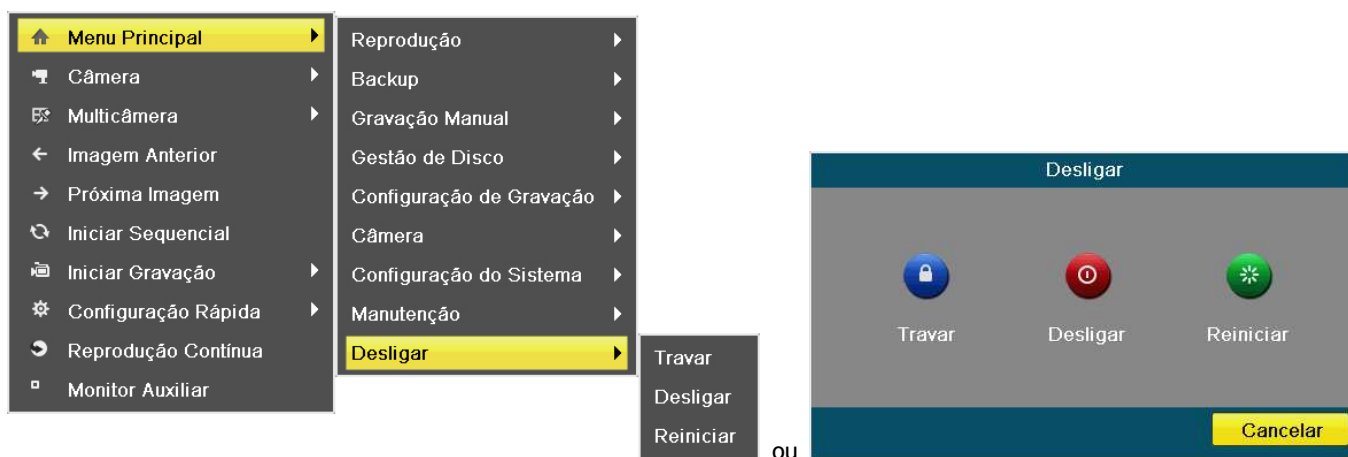 Menu Principal
Câmera
Multicâmera
Imagem Anterior
Próxima Imagem
Iniciar Sequencial
Iniciar Gravação
Configuração Rápida
Reprodução Contínua
Monitor Auxiliar
Reprodução
Backup
Gravação Manual
Gestão de Disco
Configuração de Gravação
Câmera
Configuração do Sistema
Manutenção
Desligar
Travar
Desligar
Reiniciar
ou
Desligar
Travar
Desligar
Reiniciar
Cancelar